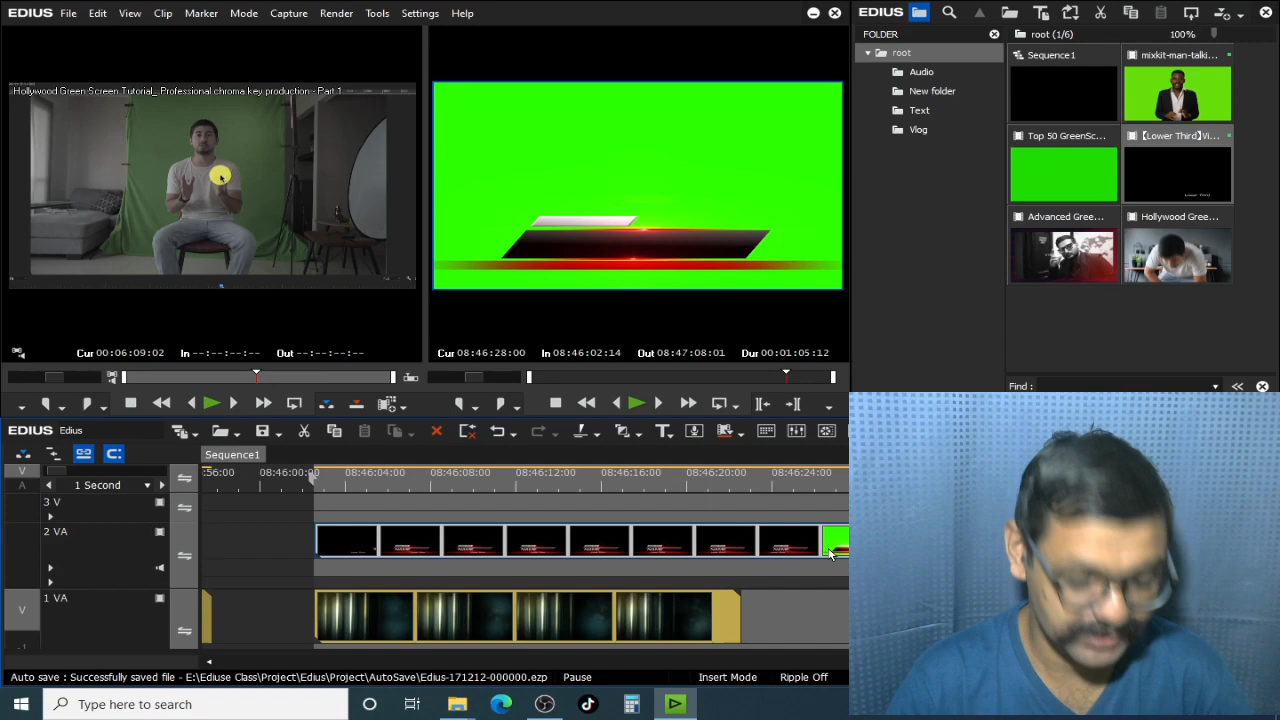 EDIUS File Edit View Clip Marker Mode Capture Render Tools Settings Help
EDIUS
FOLDER
root (1/6) 100%
root
Audio
New folder
Text
Vlog
Sequence1
mixkit-man-talki...
Top 50 GreenSc...
【Lower Third】Vi...
Advanced Gree...
Hollywood Gree...
Hollywood Green Screen Tutorial_ Professional chroma key production - Part 1
Cur 00:06:09:02 In --:--:--:-- Out --:--:--:--
Cur 08:46:28:00 In 08:46:02:14 Out 08:47:08:01 Dur 00:01:05:12
Find :
EDIUS Edius
Sequence1
V
A
1 Second
:56:00 08:46:00:00 08:46:04:00 08:46:08:00 08:46:12:00 08:46:16:00 08:46:20:00 08:46:24:00
3 V
2 VA
V
1 VA
Auto save : Successfully saved file - E:\Ediuse Class\Project\Edius\Project\AutoSave\Edius-171212-000000.ezp Pause Insert Mode Ripple Off
Type here to search